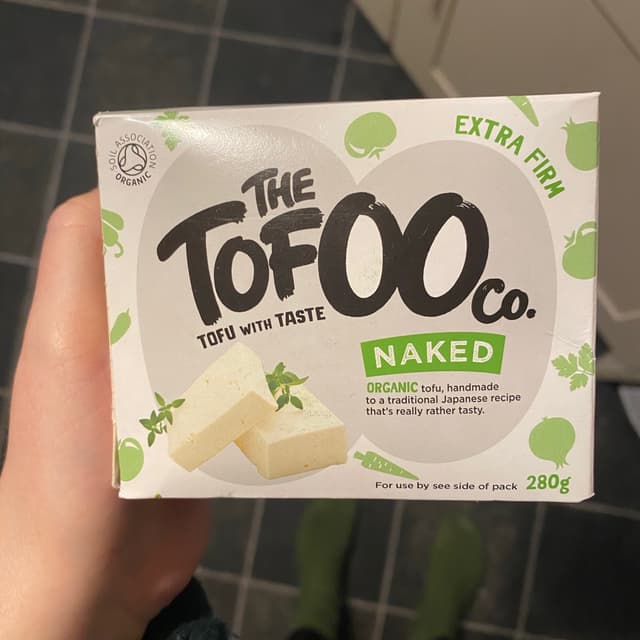 SOIL ASSOCIATION
ORGANIC
EXTRA FIRM
THE
TOFOO Co.
TOFU WITH TASTE
NAKED
ORGANIC tofu, handmade
to a traditional Japanese recipe
that's really rather tasty.
For use by see side of pack 280g